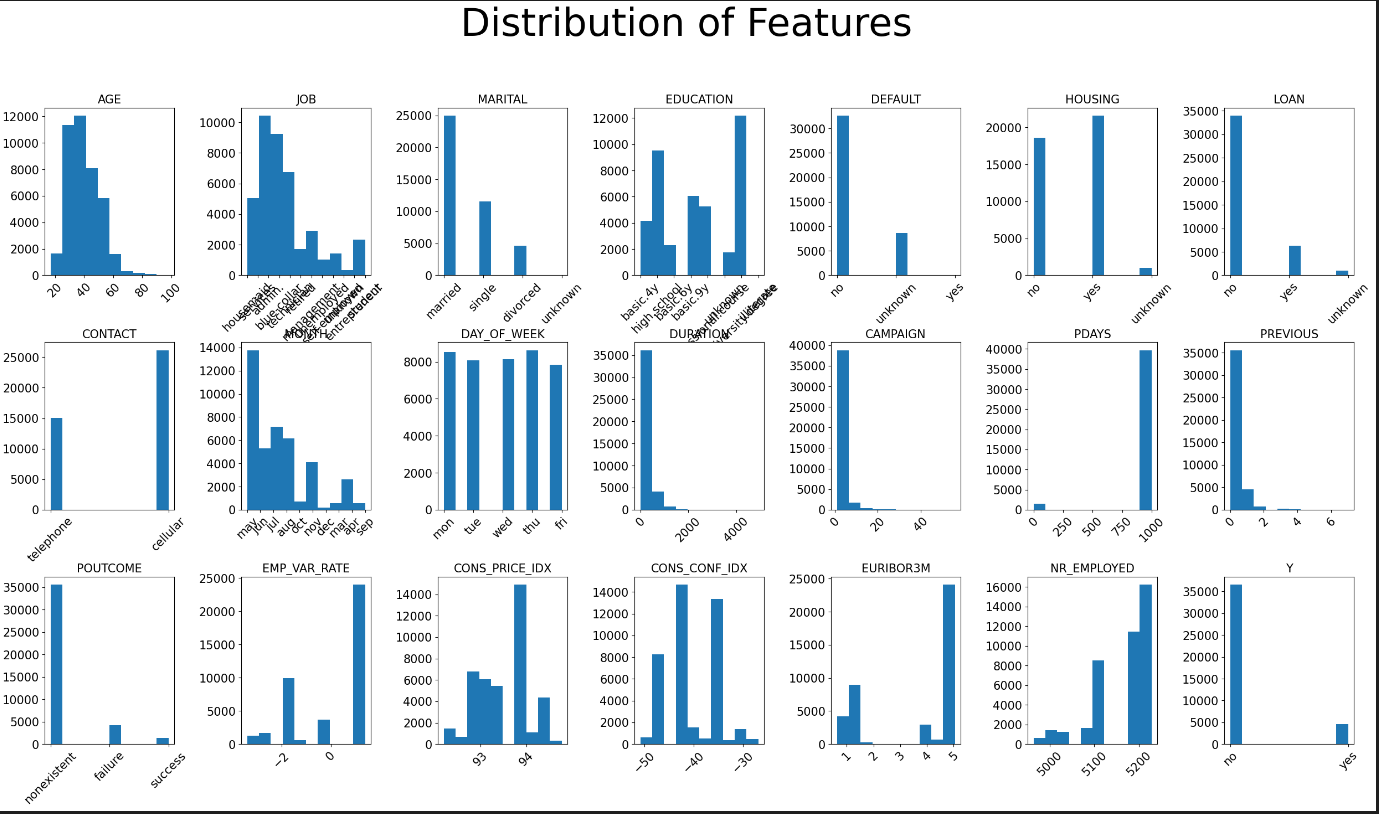 Distribution of Features
AGE JOB MARITAL EDUCATION DEFAULT HOUSING LOAN
12000 10000 8000 6000 4000 2000 0
20 40 60 80 100
10000 8000 6000 4000 2000 0
blue-collar management entrepreneur student
25000 20000 15000 10000 5000 0
married single divorced unknown
12000 10000 8000 6000 4000 2000 0
basic.4y high.school basic.6y basic.9y
30000 25000 20000 15000 10000 5000 0
no unknown yes
20000 15000 10000 5000 0
no yes unknown
35000 30000 25000 20000 15000 10000 5000 0
no yes unknown
CONTACT MONTH DAY_OF_WEEK DURATION CAMPAIGN PDAYS PREVIOUS
25000 20000 15000 10000 5000 0
telephone cellular
14000 12000 10000 8000 6000 4000 2000 0
may jun jul aug oct nov dec mar apr sep
8000 6000 4000 2000 0
mon tue wed thu fri
35000 30000 25000 20000 15000 10000 5000 0
0 2000 4000
40000 35000 30000 25000 20000 15000 10000 5000 0
0 20 40
40000 35000 30000 25000 20000 15000 10000 5000 0
0 250 500 750 1000
35000 30000 25000 20000 15000 10000 5000 0
0 2 4 6
POUTCOME EMP_VAR_RATE CONS_PRICE_IDX CONS_CONF_IDX EURIBOR3M NR_EMPLOYED Y
35000 30000 25000 20000 15000 10000 5000 0
nonexistent failure success
25000 20000 15000 10000 5000 0
−2 0
14000 12000 10000 8000 6000 4000 2000 0
93 94
14000 12000 10000 8000 6000 4000 2000 0
−50 −40 −30
25000 20000 15000 10000 5000 0
1 2 3 4 5
16000 14000 12000 10000 8000 6000 4000 2000 0
5000 5100 5200
35000 30000 25000 20000 15000 10000 5000 0
no yes